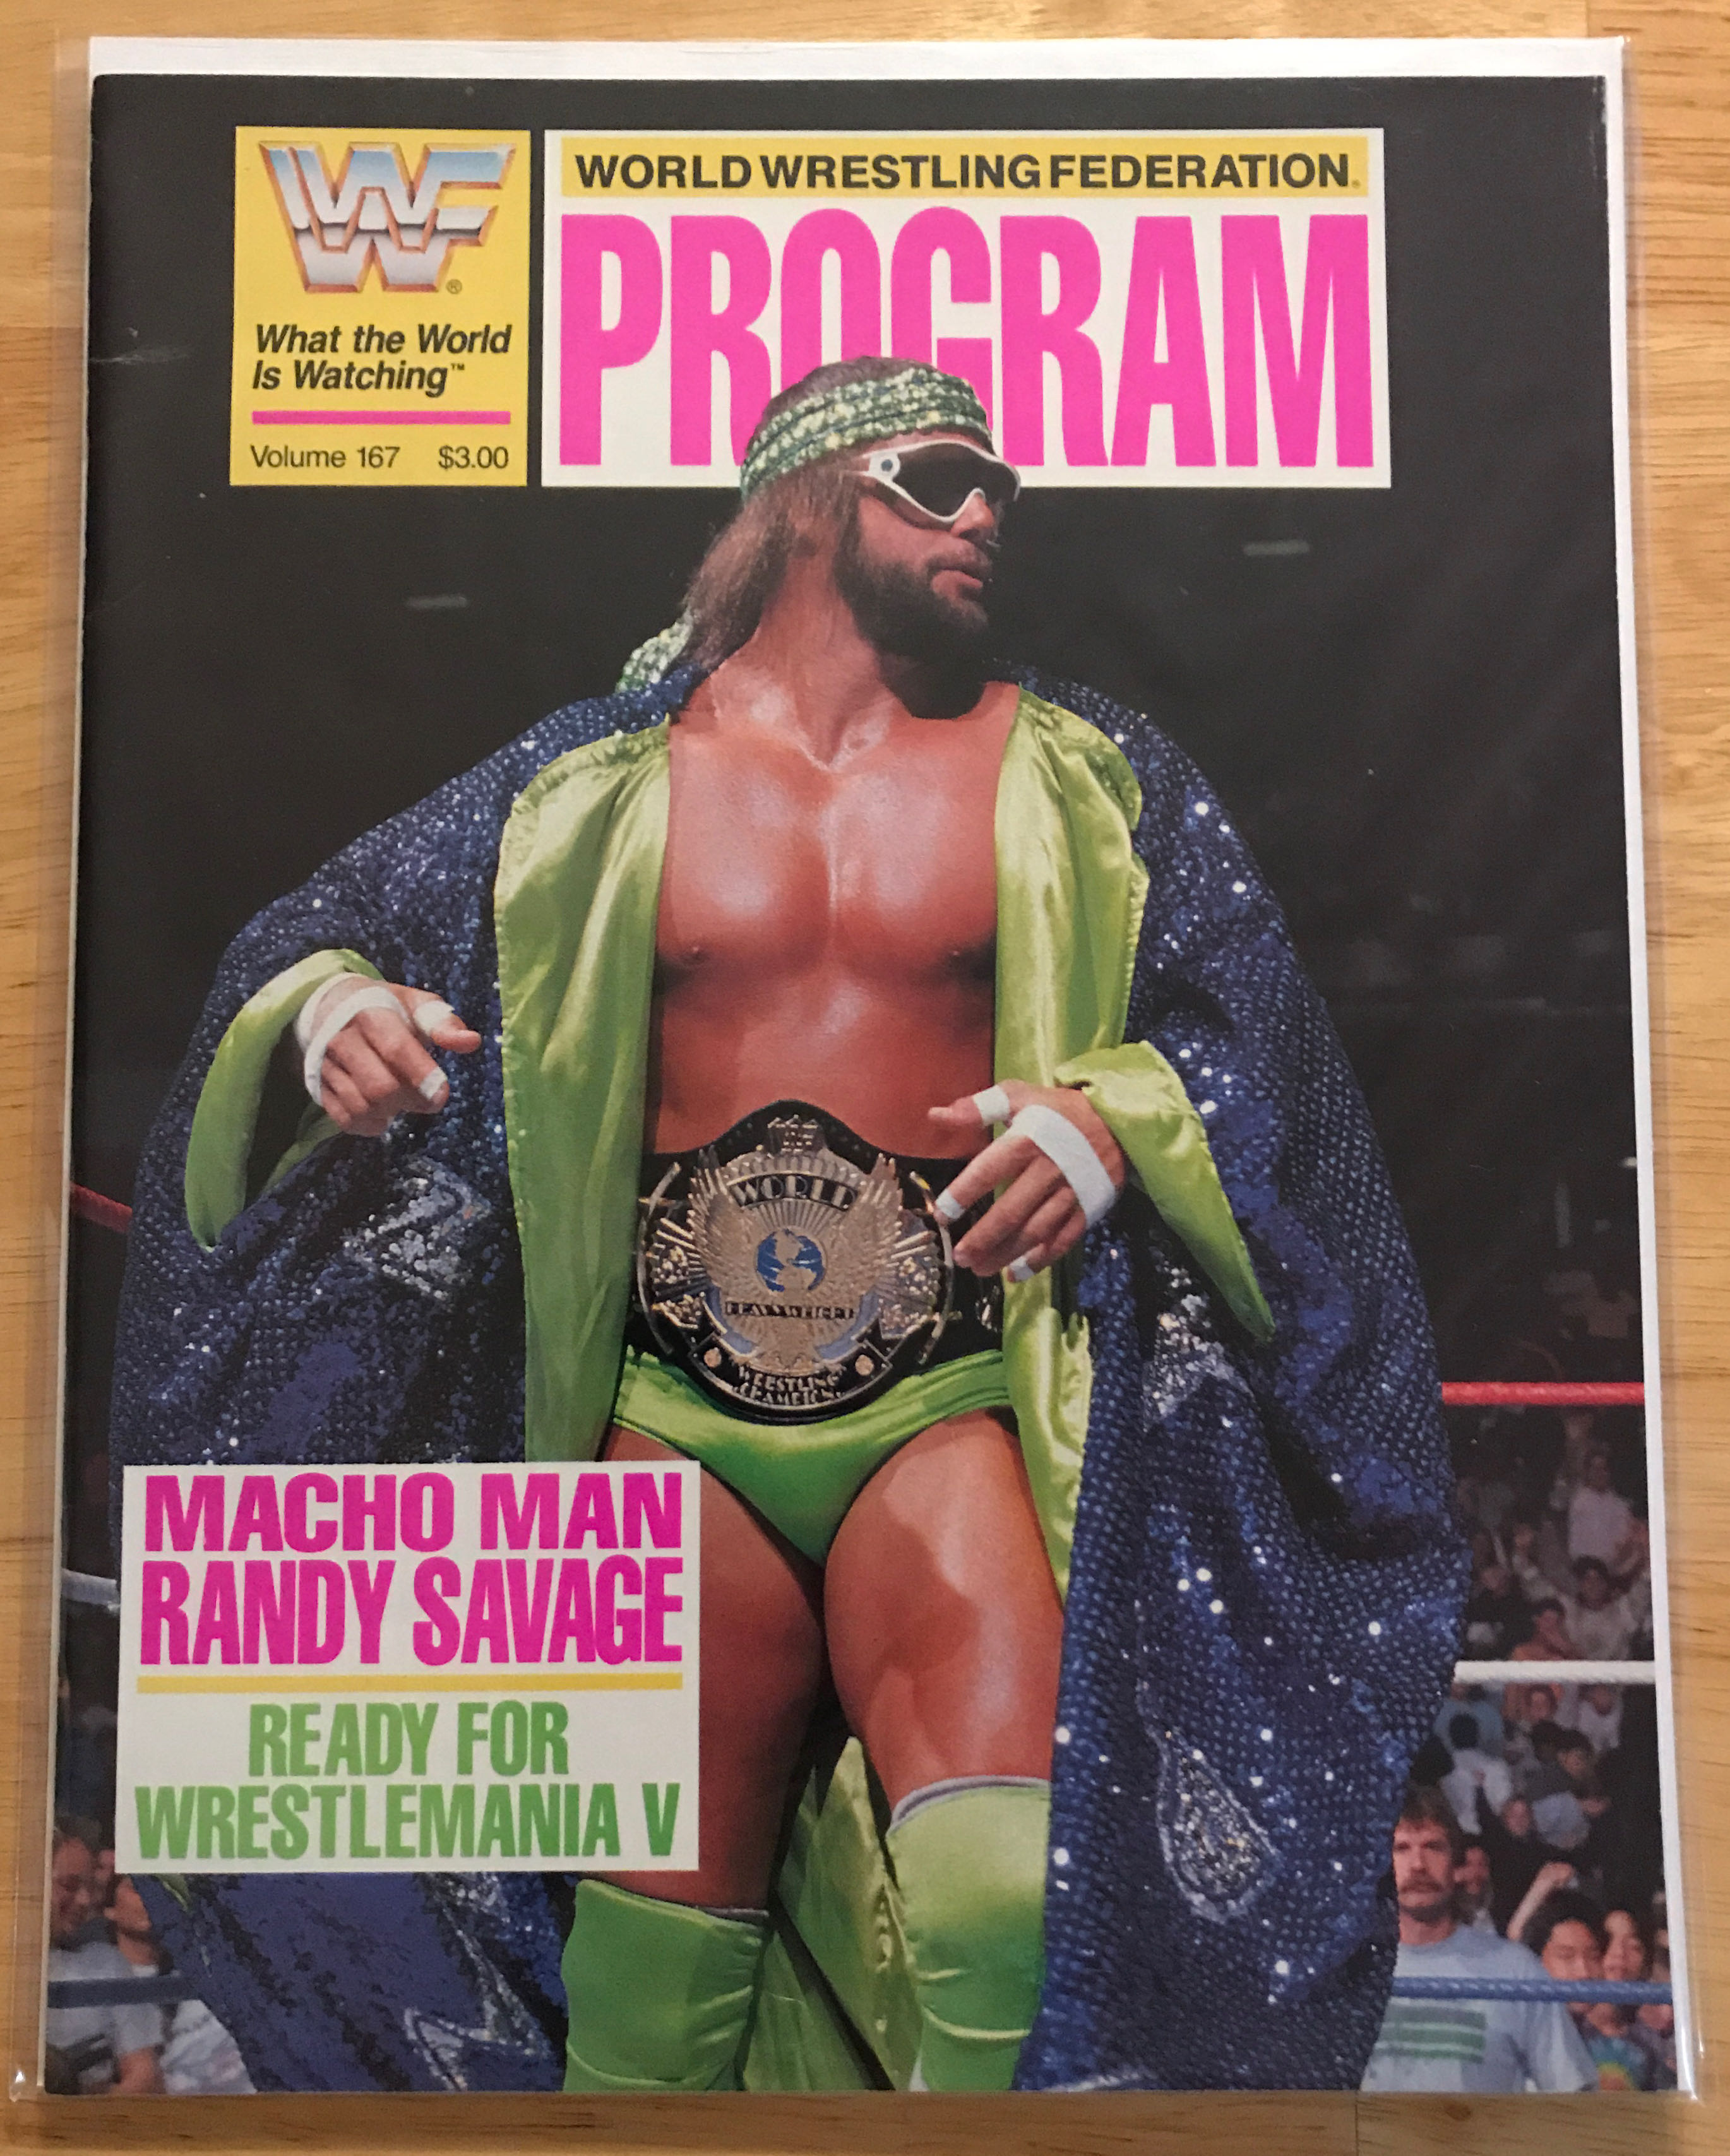 WF
WORLD WRESTLING FEDERATION
PROGRAM
What the World
Is Watching™
Volume 167 $3.00
WORLD
HEAVYWEIGHT
WRESTLING
CHAMPION
MACHO MAN
RANDY SAVAGE
READY FOR
WRESTLEMANIA V